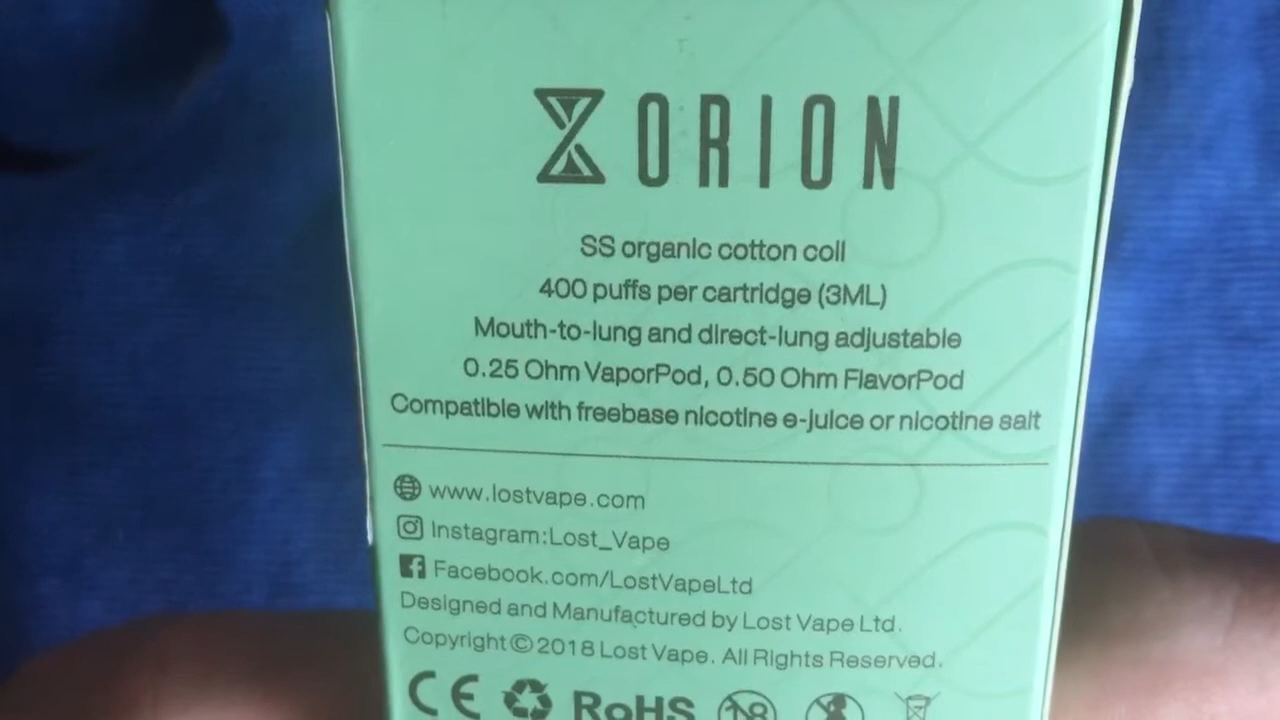 ORION
SS organic cotton coil
400 puffs per cartridge (3ML)
Mouth-to-lung and direct-lung adjustable
0.25 Ohm VaporPod, 0.50 Ohm FlavorPod
Compatible with freebase nicotine e-juice or nicotine salt
www.lostvape.com
Instagram:Lost_Vape
Facebook.com/LostVapeLtd
Designed and Manufactured by Lost Vape Ltd.
Copyright©2018 Lost Vape. All Rights Reserved.
CE RoHS 18